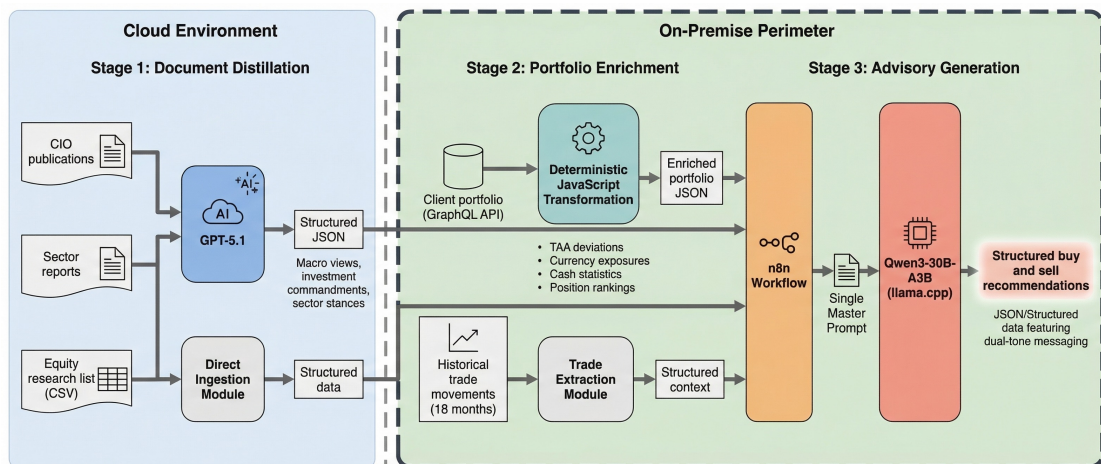 Cloud Environment
Stage 1: Document Distillation
CIO
publications
Sector
reports
Equity
research list
(CSV)
AI
AI
GPT-5.1
Direct
Ingestion
Module
Structured
JSON
Macro views,
investment
commandments,
sector stances
Structured
data
On-Premise Perimeter
Stage 2: Portfolio Enrichment
Client portfolio
(GraphQL API)
Deterministic
JavaScript
Transformation
Enriched
portfolio
JSON
• TAA deviations
• Currency exposures
• Cash statistics
• Position rankings
Historical
trade
movements
(18 months)
Trade
Extraction
Module
Structured
context
Stage 3: Advisory Generation
n8n
Workflow
Single
Master
Prompt
Qwen3-30B-
A3B
(llama.cpp)
Structured buy
and sell
recommendations
JSON/Structured
data featuring
dual-tone messaging